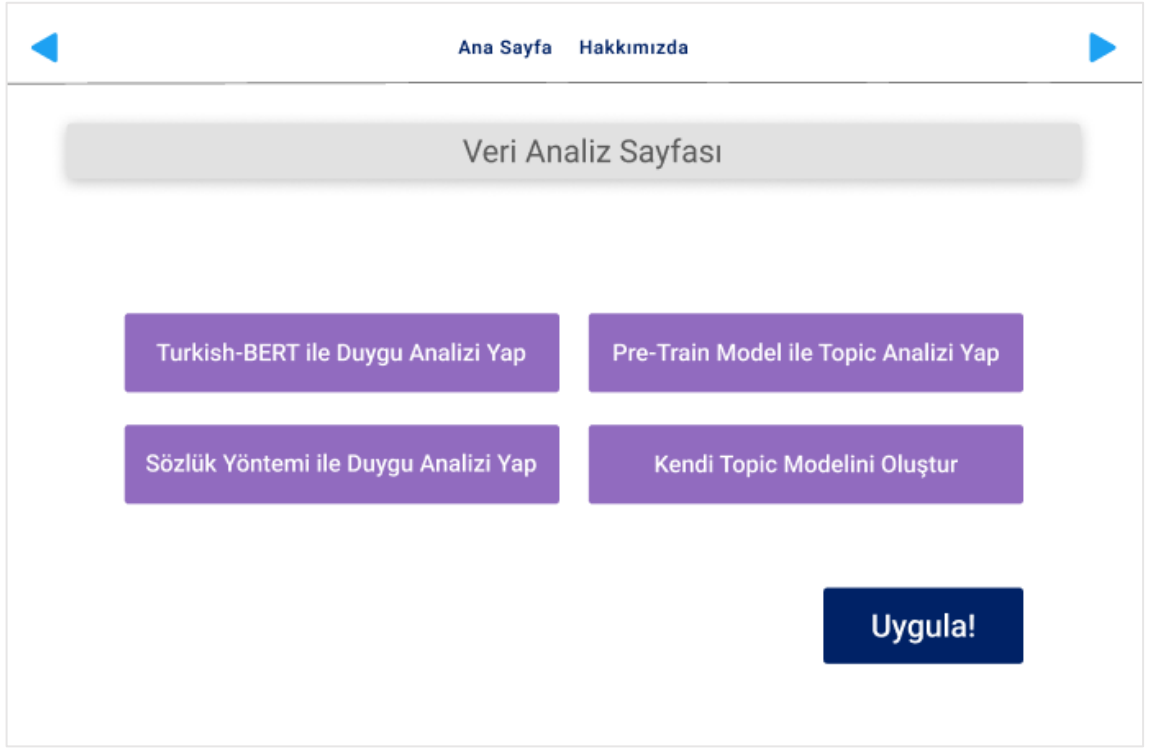 Ana Sayfa Hakkımızda
Veri Analiz Sayfası
Turkish-BERT ile Duygu Analizi Yap
Pre-Train Model ile Topic Analizi Yap
Sözlük Yöntemi ile Duygu Analizi Yap
Kendi Topic Modelini Oluştur
Uygula!